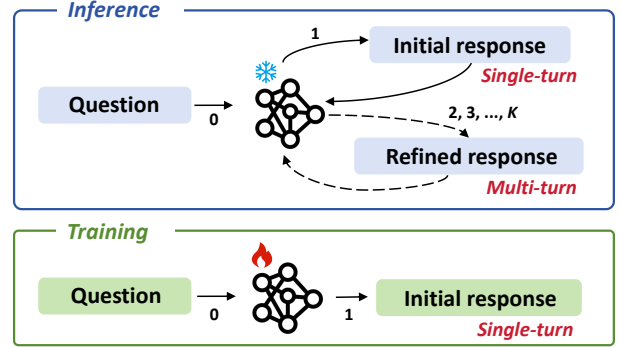 Inference
1
Initial response
Single-turn
Question
0
2, 3, ..., K
Refined response
Multi-turn
Training
Question
0
1
Initial response
Single-turn